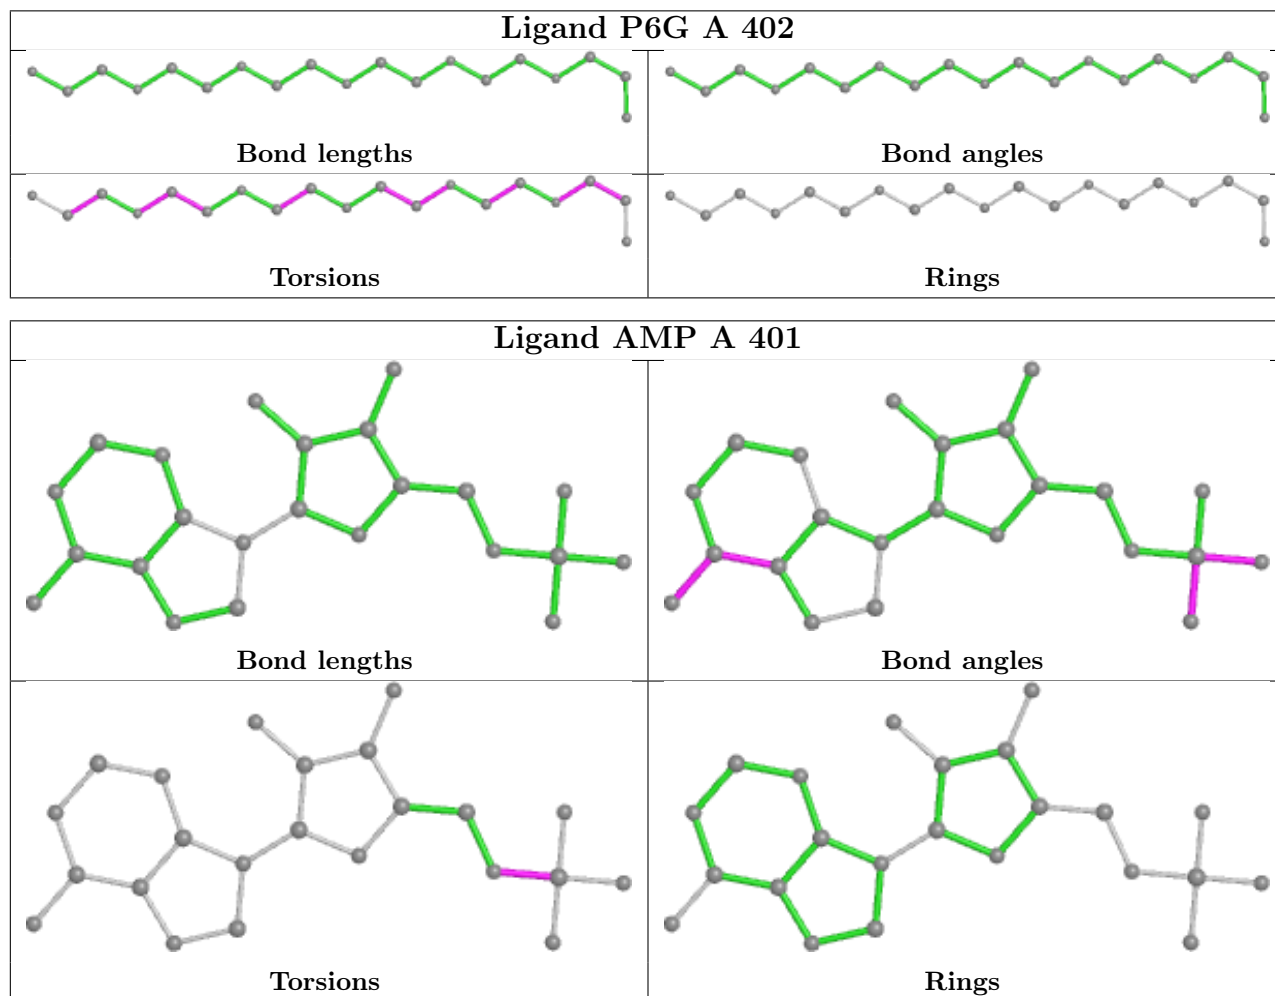 Ligand P6G A 402
Bond lengths
Bond angles
Torsions
Rings
Ligand AMP A 401
Bond lengths
Bond angles
Torsions
Rings